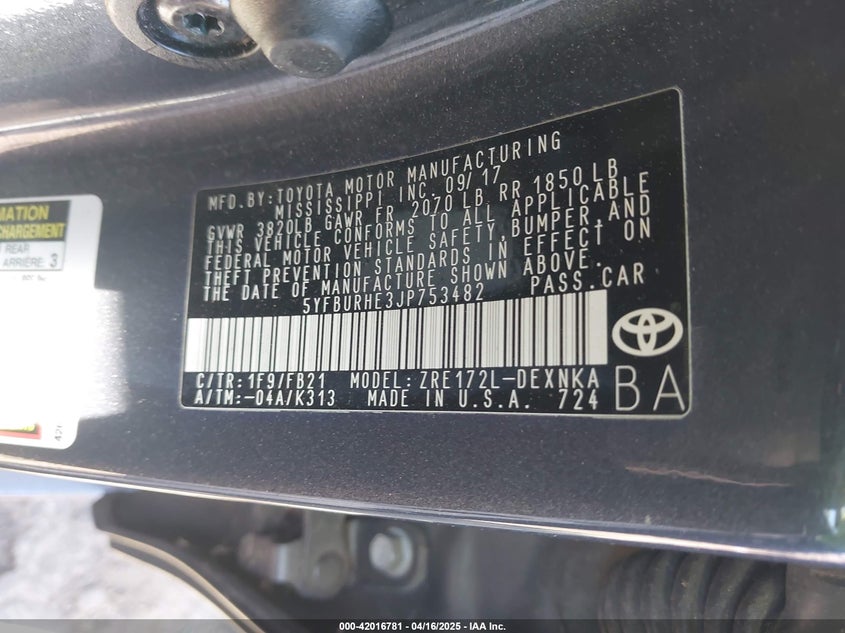 MFD.BY:TOYOTA MOTOR MANUFACTURING
MISSISSIPPI INC. 09/17
GVWR 3820LB GAWR FR 2070 LB RR 1850 LB
THIS VEHICLE CONFORMS TO ALL APPLICABLE
FEDERAL MOTOR VEHICLE SAFETY,BUMPER,AND
THEFT PREVENTION STANDARDS IN EFFECT ON
THE DATE OF MANUFACTURE SHOWN ABOVE.
5YFBURHE3JP753482 PASS.CAR
C/TR:1F9/FB21 MODEL:ZRE172L-DEXNKA
A/TM:-04A/K313 MADE IN U.S.A. 724
BA
MATION
CHARGEMENT
REAR
ARRIÈRE 3
000-42016781 - 04/16/2025 - IAA Inc.